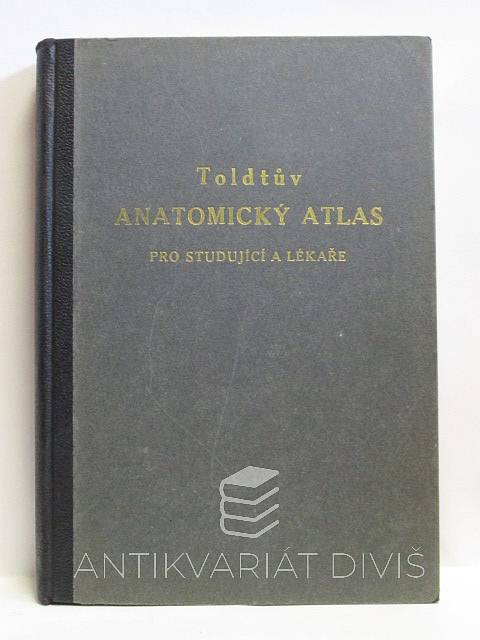 Toldtův
ANATOMICKÝ ATLAS
PRO STUDUJÍCÍ A LÉKAŘE
ANTIKVARIÁT DIVIŠ